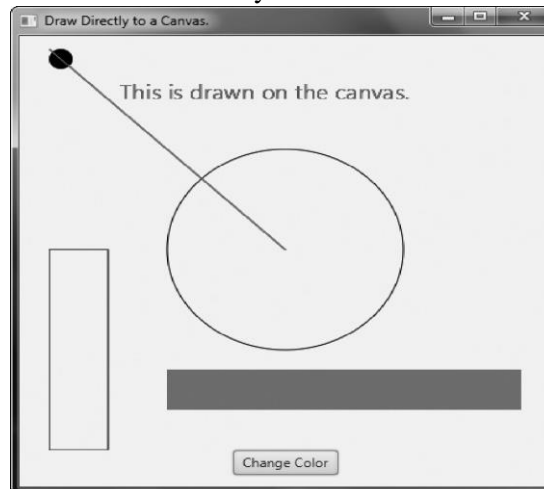 Draw Directly to a Canvas.
This is drawn on the canvas.
Change Color